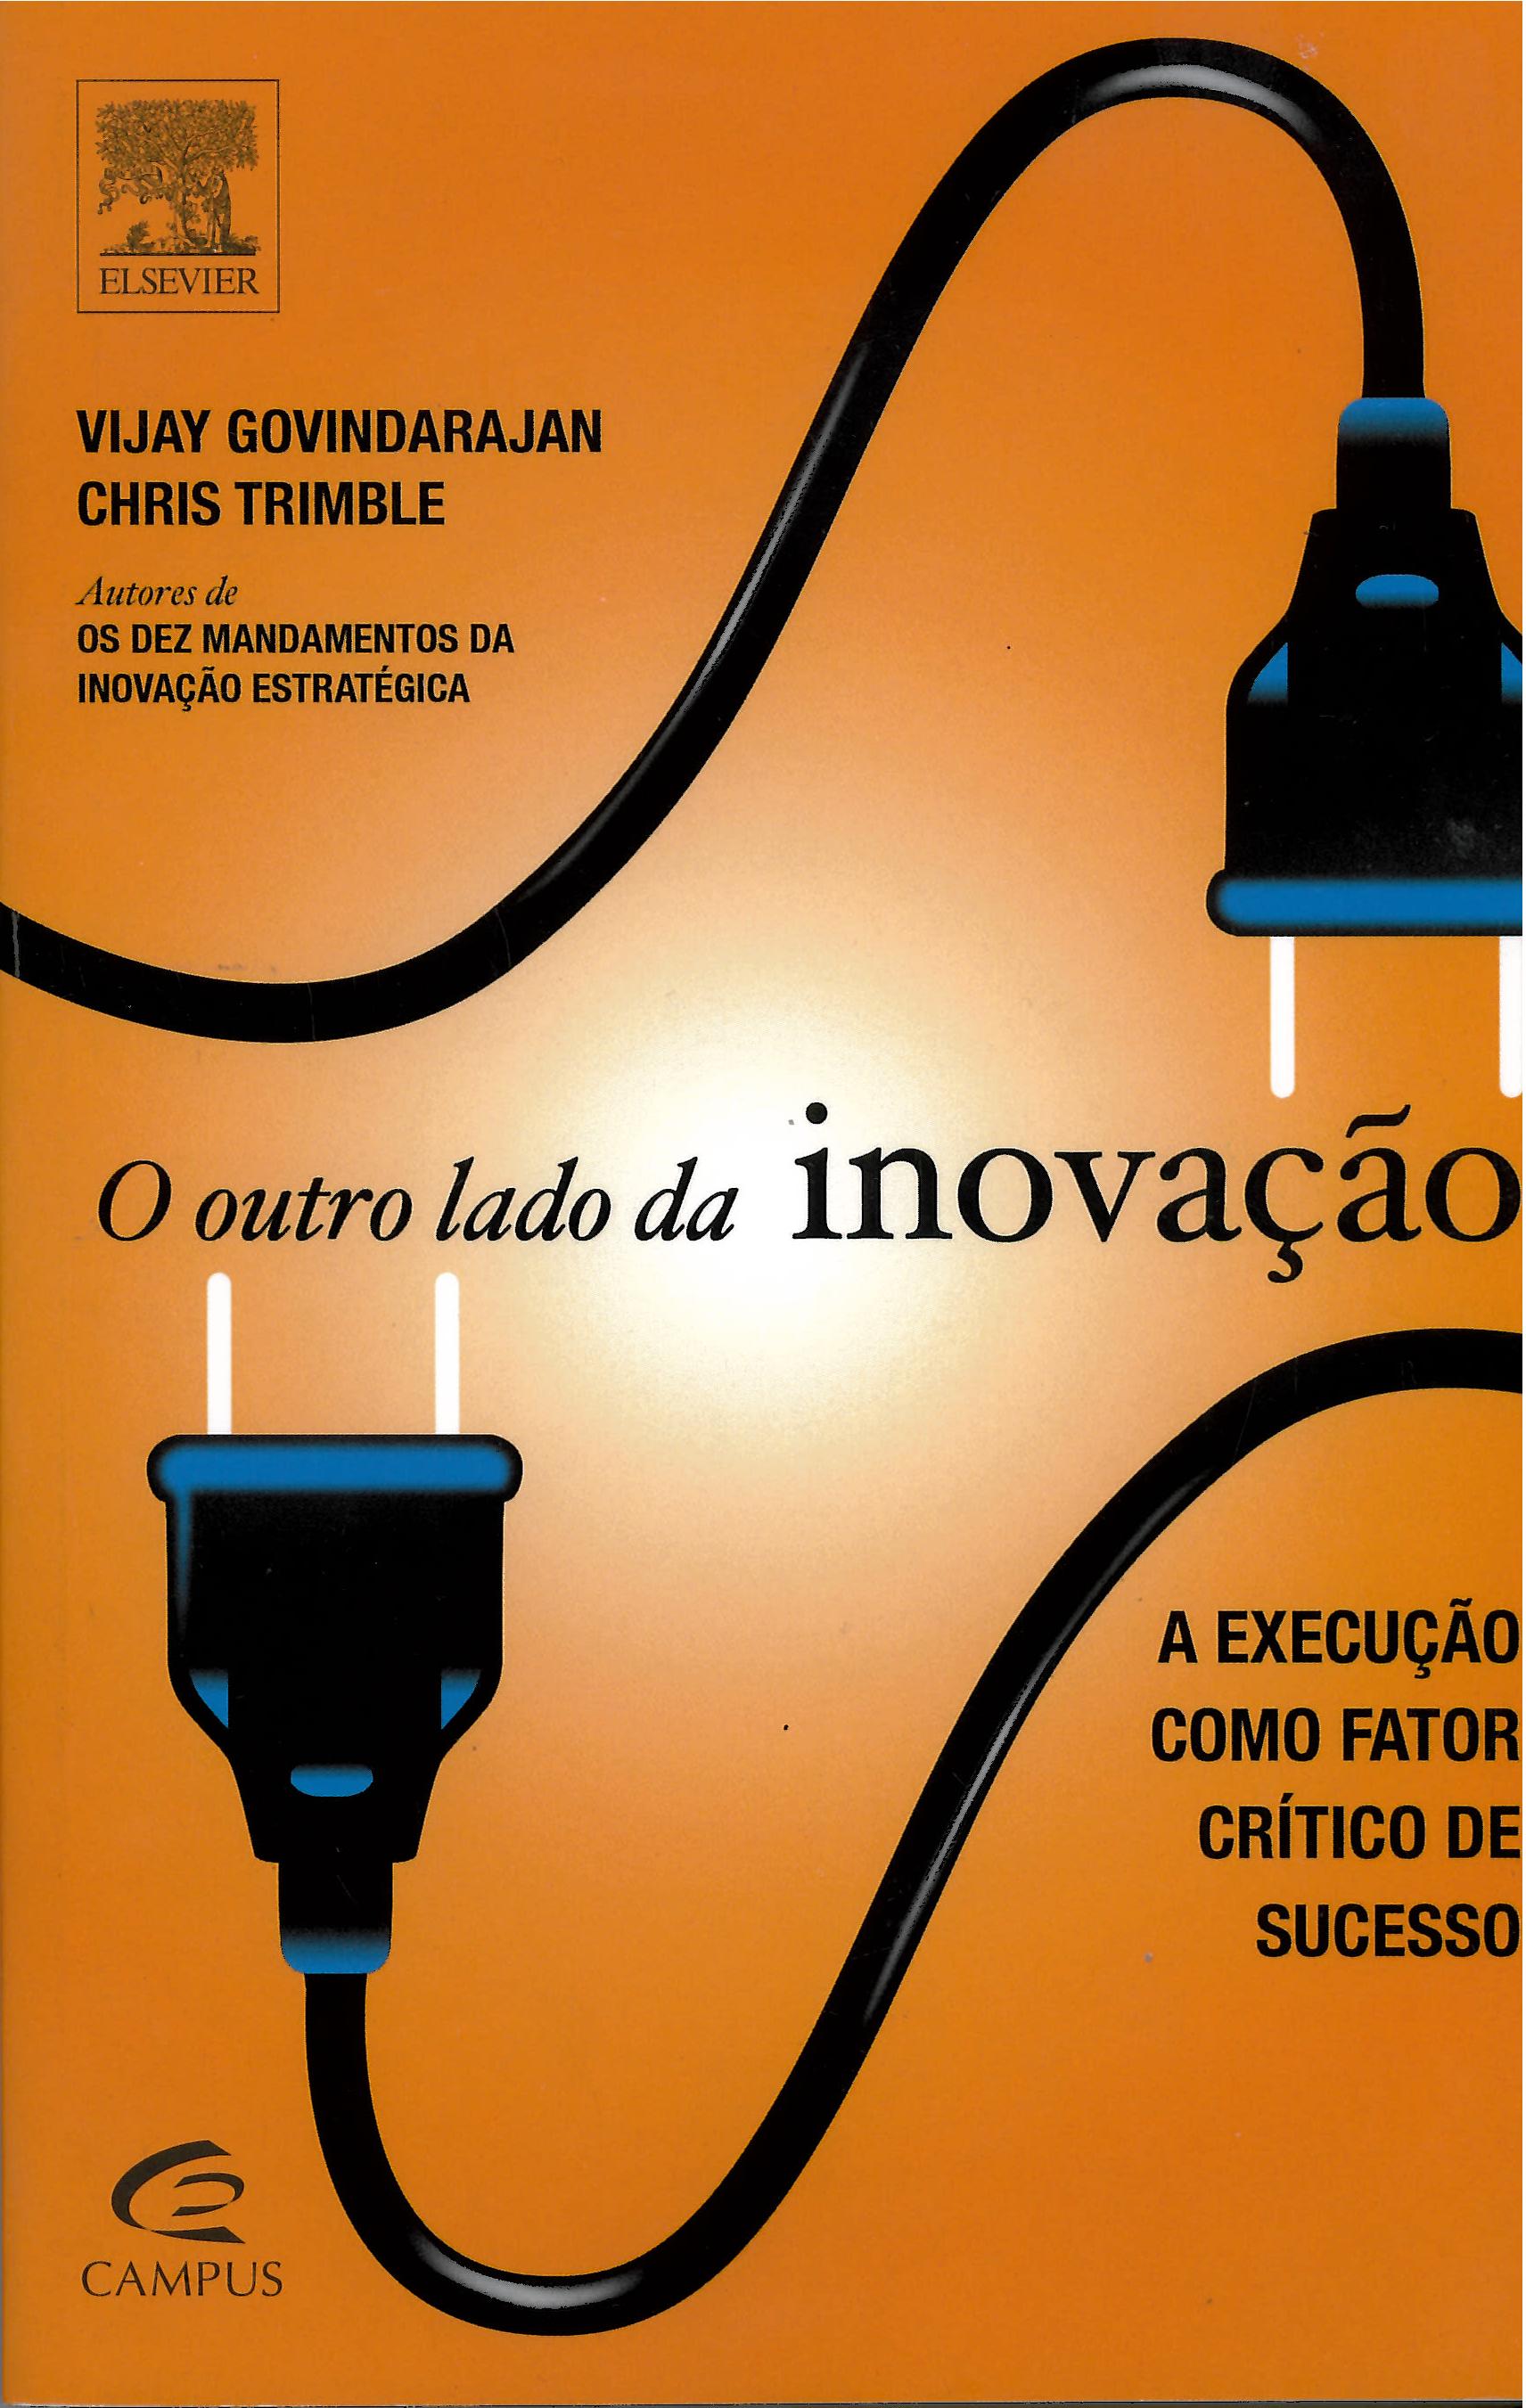 ELSEVIER
VIJAY GOVINDARAJAN
CHRIS TRIMBLE
Autores de
OS DEZ MANDAMENTOS DA
INOVAÇÃO ESTRATÉGICA
O outro lado da inovação
A EXECUÇÃO
COMO FATOR
CRÍTICO DE
SUCESSO
CAMPUS